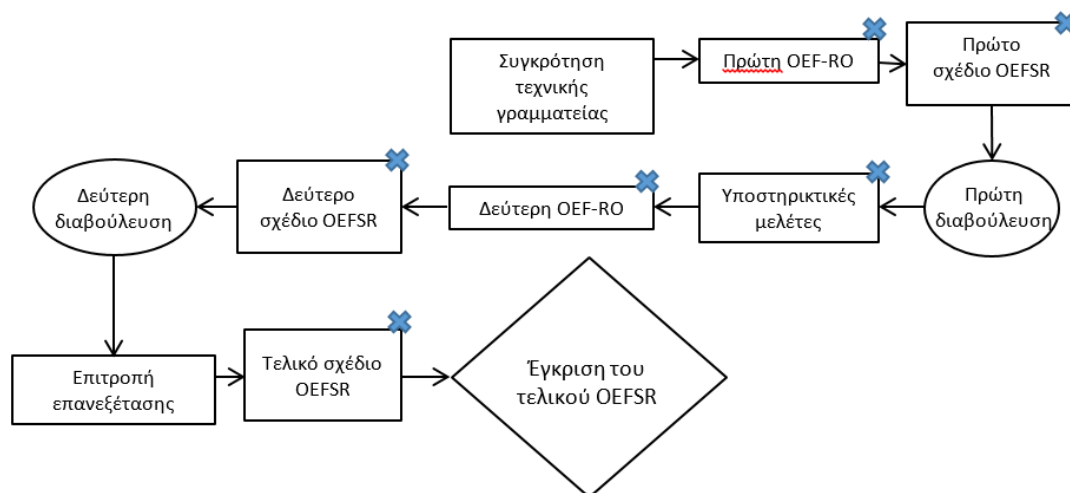 Συγκρότηση
τεχνικής
γραμματείας
Πρώτη OEF-RO
Πρώτο
σχέδιο OEFSR
Πρώτη
διαβούλευση
Υποστηρικτικές
μελέτες
Δεύτερη OEF-RO
Δεύτερο
σχέδιο OEFSR
Δεύτερη
διαβούλευση
Επιτροπή
επανεξέτασης
Τελικό σχέδιο
OEFSR
Έγκριση του
τελικού OEFSR